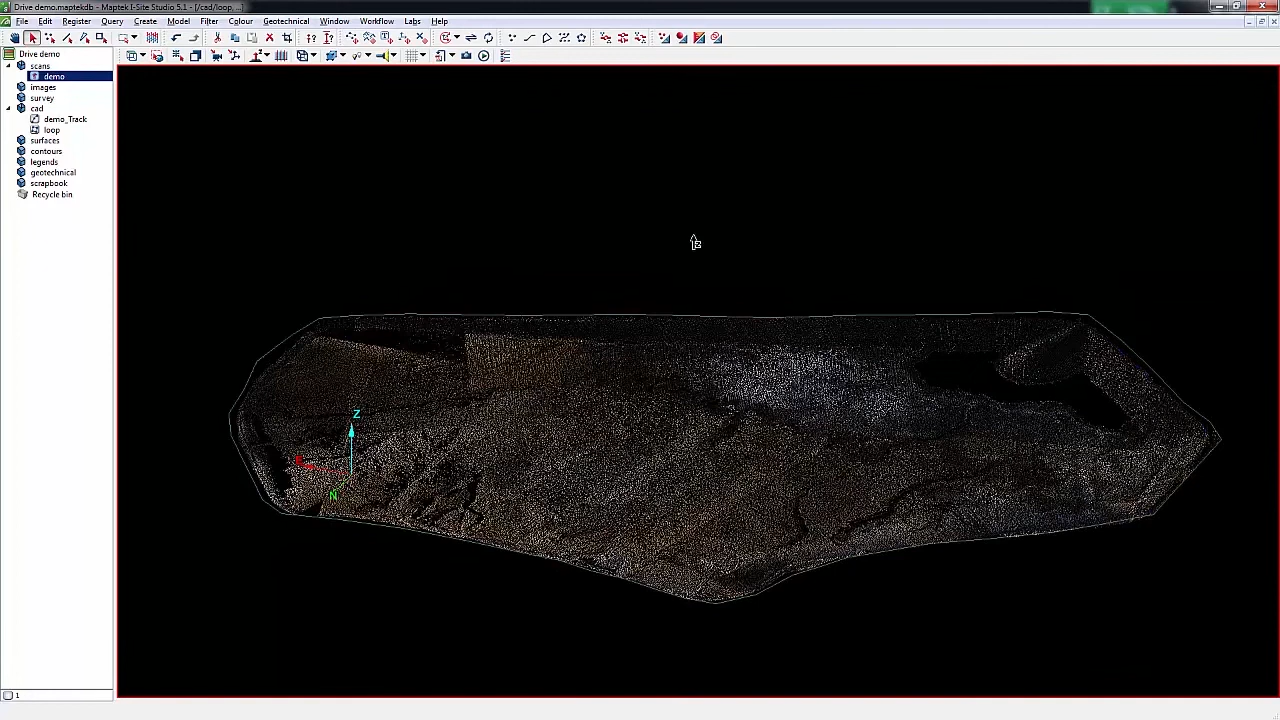 Drive demo.maptekdb - Maptek I-Site Studio 5.1 - [/cad/loop, ...]
File Edit Register Query Create Model Filter Colour Geotechnical Window Workflow Labs Help
Drive demo
scans
demo
images
survey
cad
demo_Track
loop
surfaces
contours
legends
geotechnical
scrapbook
Recycle bin
Z
E
N
1